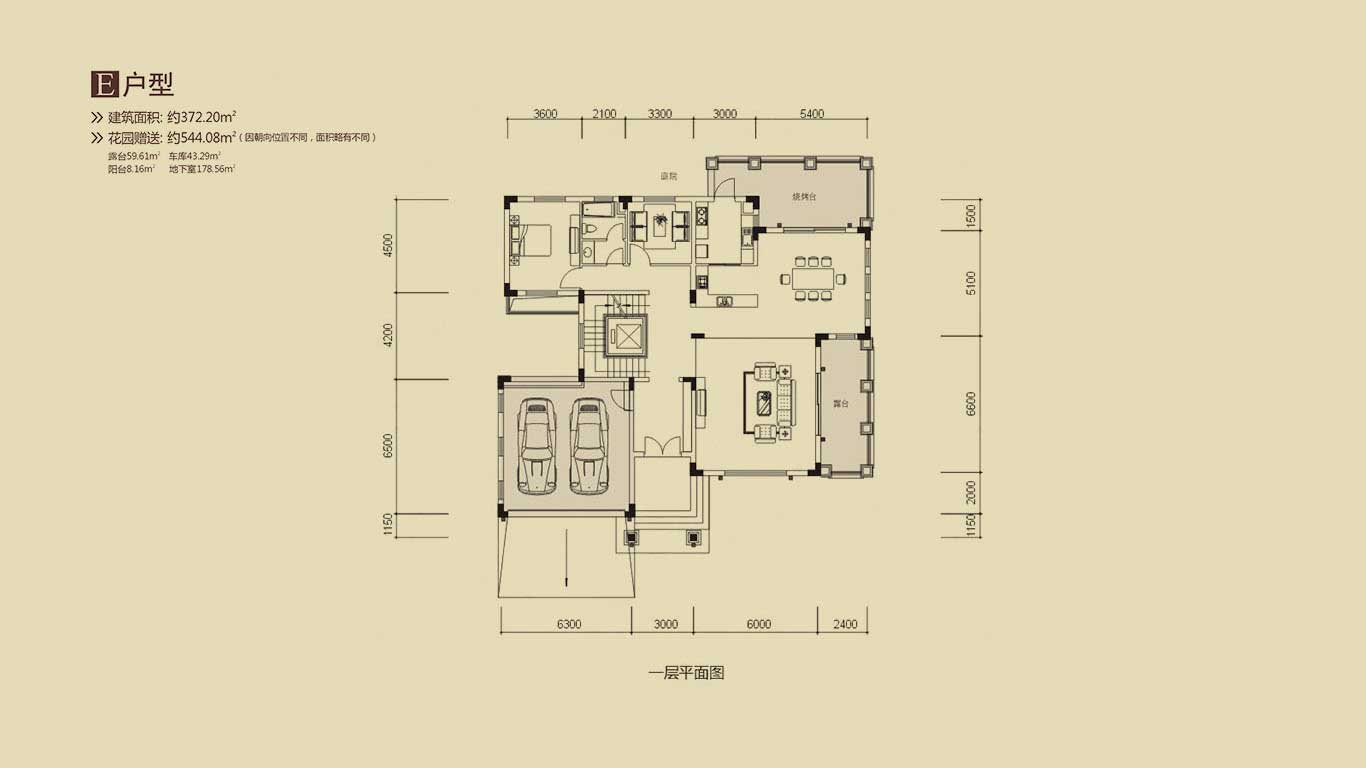 E户型
建筑面积: 约372.20m²
花园赠送: 约544.08m²(因朝向位置不同，面积略有不同)
露台59.61m² 车库43.29m²
阳台8.16m² 地下室178.56m²
3600 2100 3300 3000 5400
庭院
烧烤台
露台
4500
4200
6600
1150
1500
5100
6600
2000
1150
6300 3000 6000 2400
一层平面图